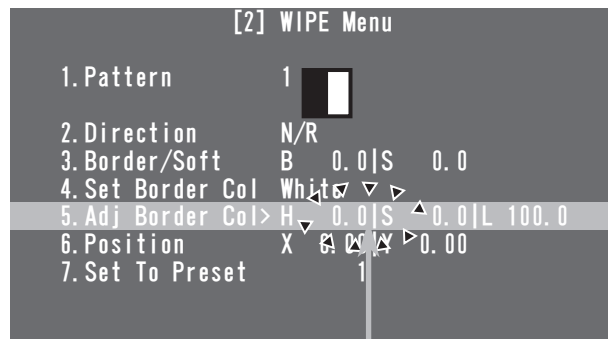 [2] WIPE Menu
1. Pattern 1
2. Direction N/R
3. Border/Soft B 0.0|S 0.0
4. Set Border Col White
5. Adj Border Col> H 0.0|S 0.0|L 100.0
6. Position X 0.00|Y 0.00
7. Set To Preset 1